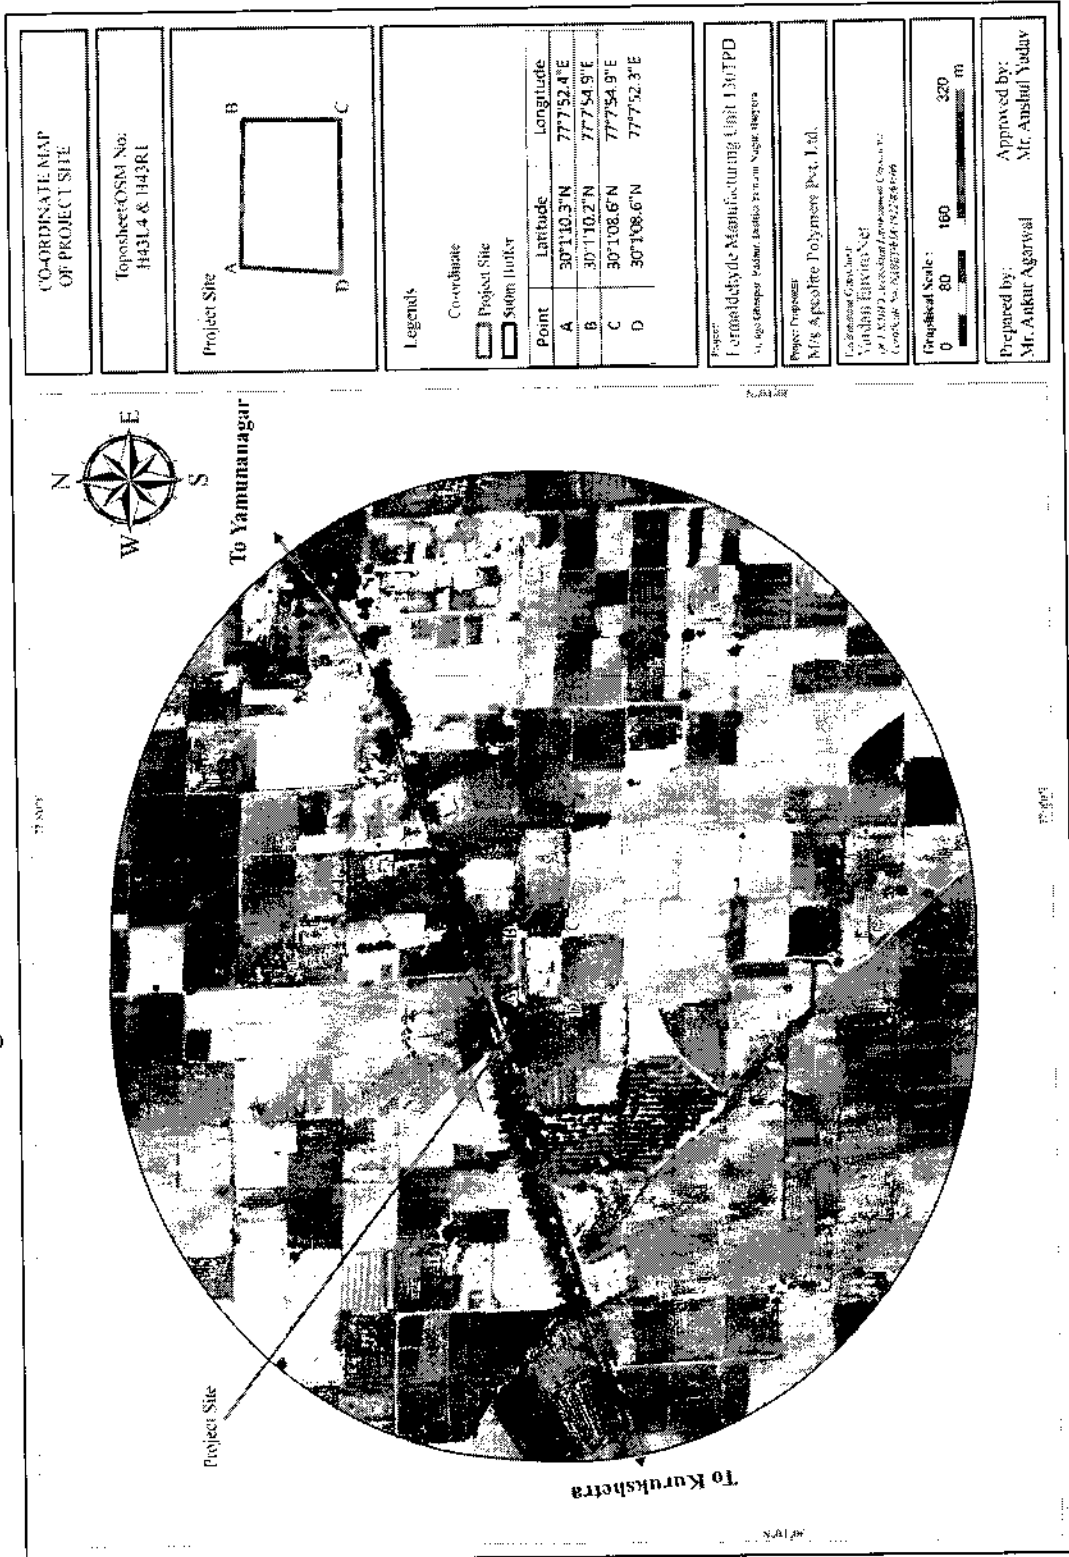 CO-ORDINATE MAP
OF PROJECT SITE
Toposheet/OSM No:
H43L4 & H43R1
Project Site
A
B
C
D
Legends
Co-ordinate
Project Site
500m Buffer
Point Latitude Longitude
A 30°1'10.3"N 77°7'52.4"E
B 30°1'10.2"N 77°7'54.9"E
C 30°1'08.6"N 77°7'54.9"E
D 30°1'08.6"N 77°7'52.3"E
Project:
Formaldehyde Manufacturing Unit 130TPD
Project Proponent:
M/s Apcolite Polymers Pvt. Ltd.
Vardan EnviroNet
Graphical Scale:
0 80 160 320
m
Prepared by:
Mr. Ankur Agarwal
Approved by:
Mr. Anshul Yadav
N
E
S
W
To Yamunanagar
Project Site
A
B
C
D
To Kurukshetra